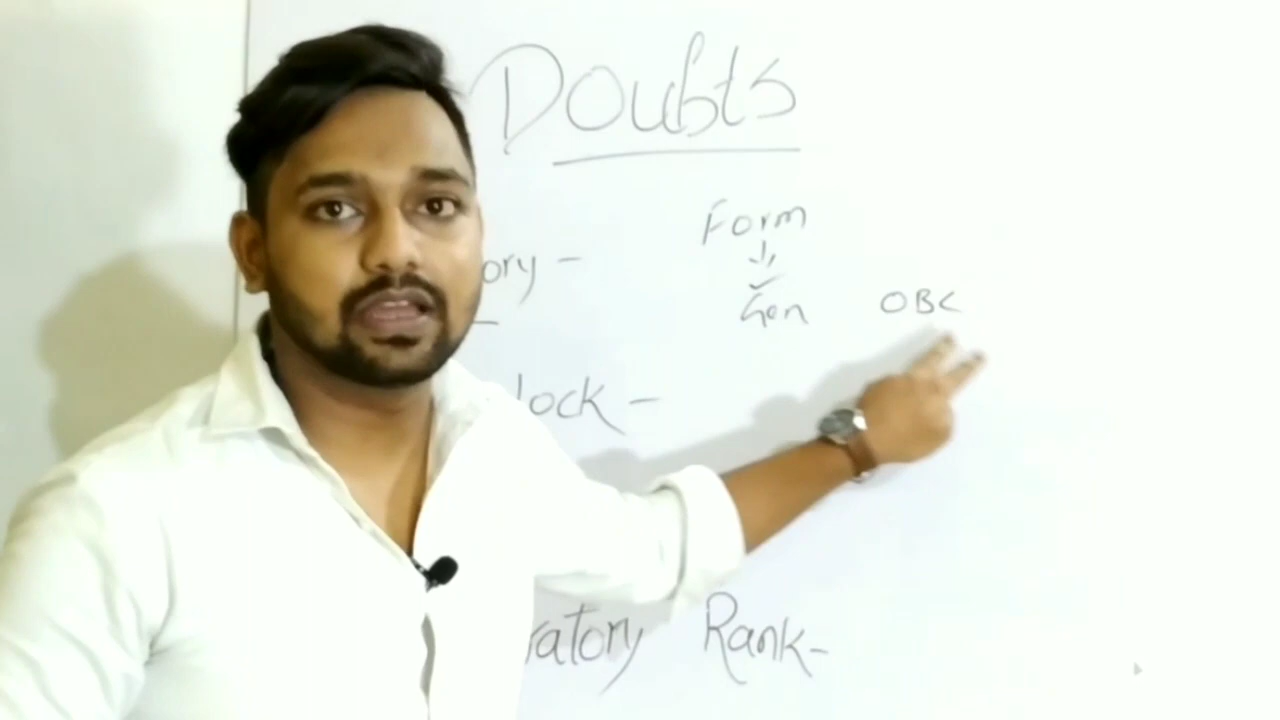 Doubts
Form
ory -
Gen OBC
-
lock -
ratory Rank-